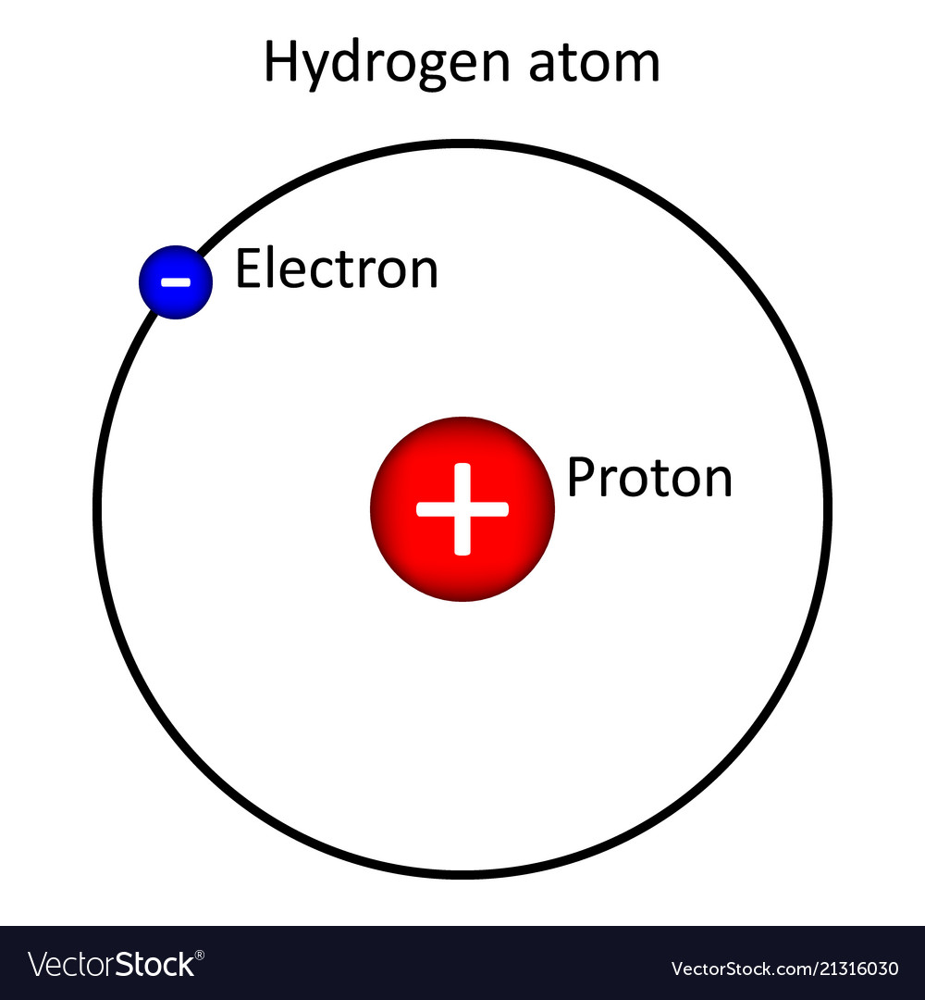 Hydrogen atom
Electron
−
+
Proton
VectorStock®
VectorStock.com/21316030